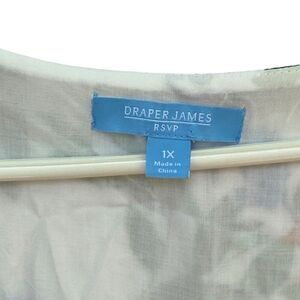 DRAPER JAMES
RSVP
1X
Made in
China